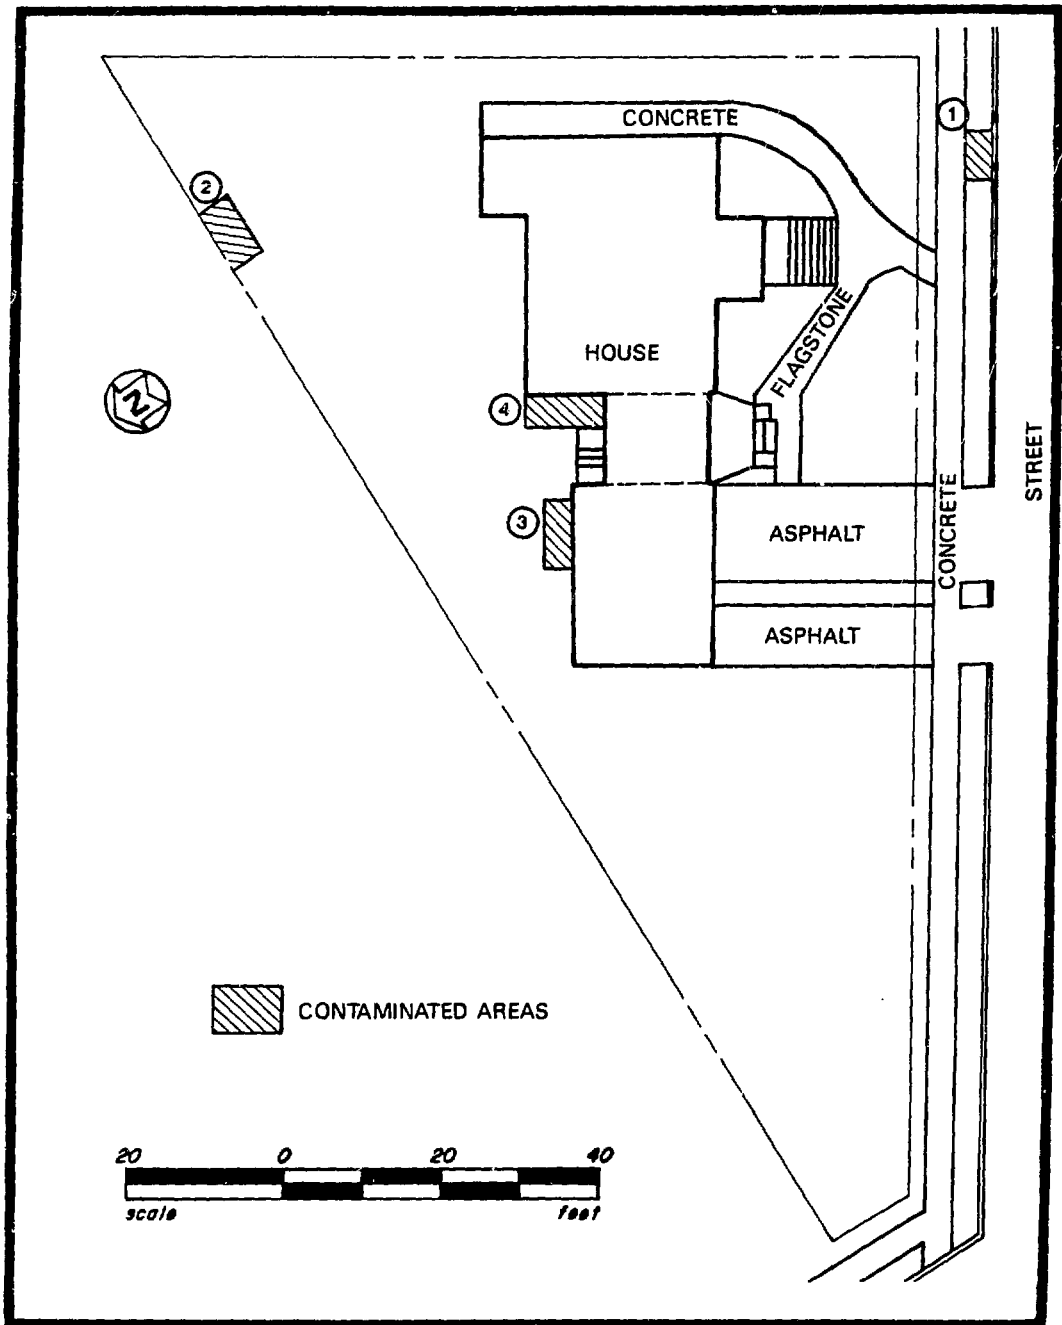 CONCRETE
1
2
HOUSE
FLAGSTONE
N
4
3
STREET
CONCRETE
ASPHALT
ASPHALT
CONTAMINATED AREAS
20 0 20 40
scale feet